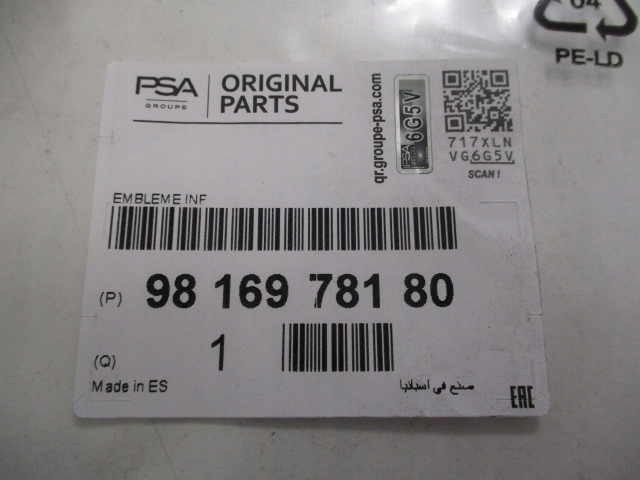 04
PE-LD
PSA
GROUPE
ORIGINAL
PARTS
qr.groupe-psa.com
PSA 6G5V
717XLN
VG6G5V
SCAN !
EMBLEME INF
(P) 98 169 781 80
(Q) 1
Made in ES
صنع في اسبانيا
EAC